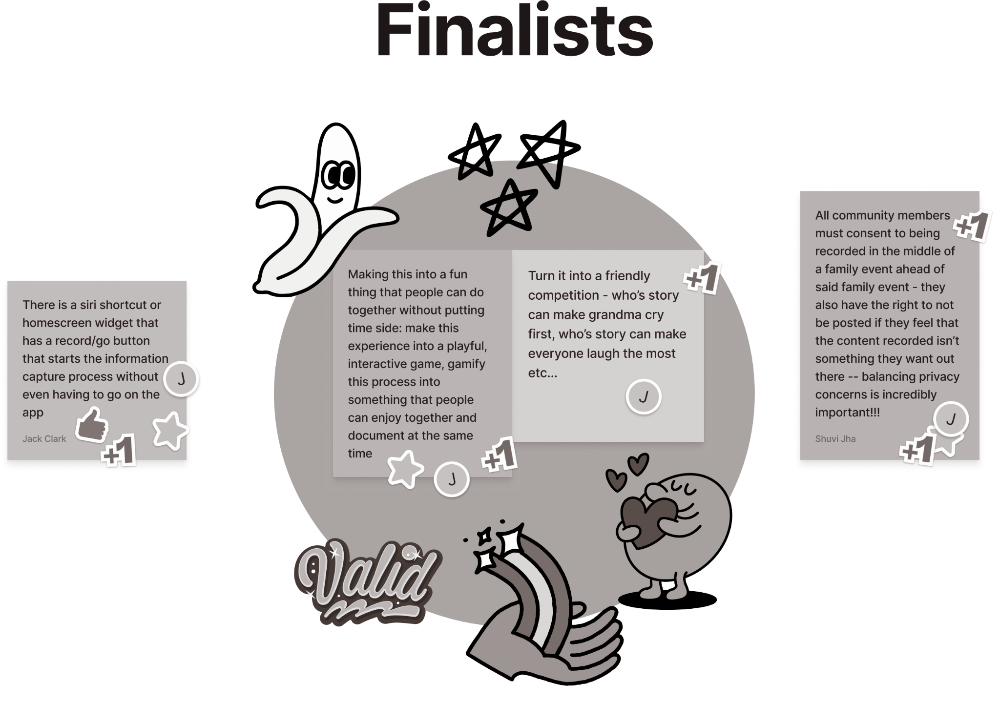 Finalists
There is a siri shortcut or
homescreen widget that
has a record/go button
that starts the information
capture process without
even having to go on the
app
Jack Clark
J
+1
Making this into a fun
thing that people can do
together without putting
time side: make this
experience into a playful,
interactive game, gamify
this process into
something that people
can enjoy together and
document at the same
time
J
+1
Turn it into a friendly
competition - who’s story
can make grandma cry
first, who’s story can make
everyone laugh the most
etc...
+1
J
All community members
must consent to being
recorded in the middle of
a family event ahead of
said family event - they
also have the right to not
be posted if they feel that
the content recorded isn’t
something they want out
there -- balancing privacy
concerns is incredibly
important!!!
Shuvi Jha
+1
J
+1
Valid